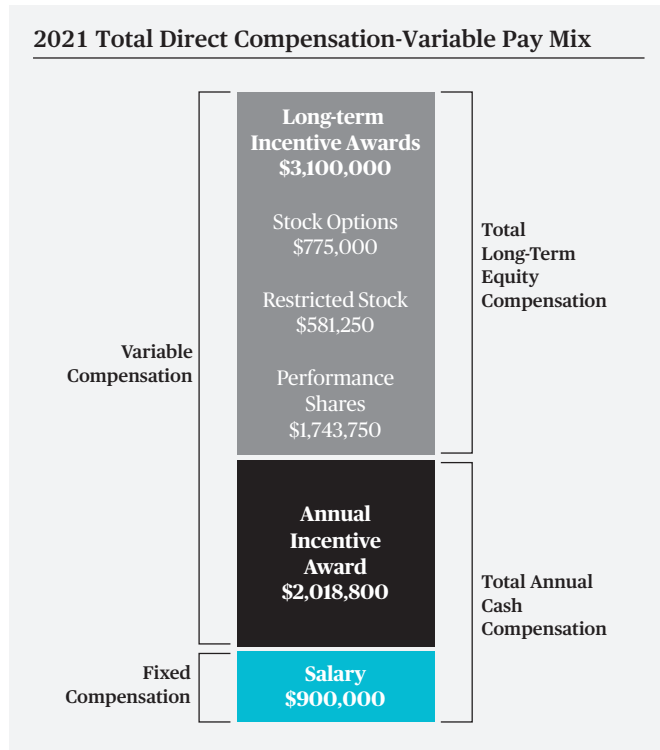 2021 Total Direct Compensation-Variable Pay Mix
Long-term
Incentive Awards
$3,100,000
Stock Options
$775,000
Restricted Stock
$581,250
Performance
Shares
$1,743,750
Total
Long-Term
Equity
Compensation
Variable
Compensation
Annual
Incentive
Award
$2,018,800
Total Annual
Cash
Compensation
Fixed
Compensation
Salary
$900,000